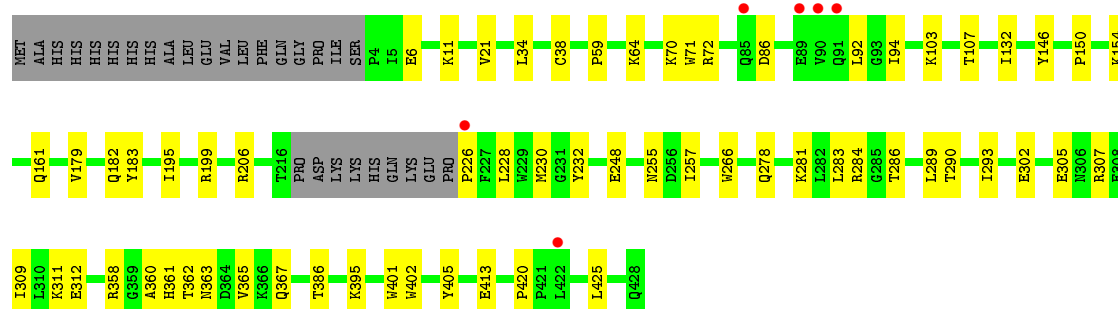 MET ALA HIS HIS HIS HIS HIS HIS ALA LEU GLU VAL LEU PHE GLN GLY PRO ILE SER P4 I5 E6 K11 V21 L34 C38 P59 K64 K70 W71 R72 Q85 D86 E89 V90 Q91 L92 G93 I94 K103 T107 I132 Y146 P150 K154
Q161 V179 Q182 Y183 I195 R199 R206 T216 PRO ASP LYS LYS HIS GLN LYS GLU PRO P226 F227 L228 W229 M230 G231 Y232 E248 N255 D256 I257 W266 Q278 K281 L282 L283 R284 G285 T286 L289 T290 I293 E302 E305 N306 R307 E308
I309 L310 K311 E312 R358 G359 A360 H361 T362 N363 D364 V365 K366 Q367 T386 K395 W401 W402 Y405 E413 P420 P421 L422 L425 Q428